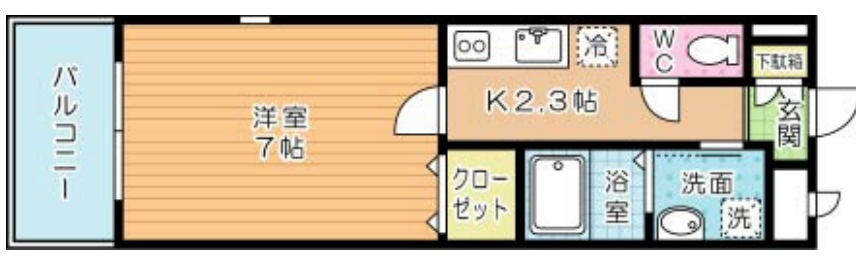 バルコニー
洋室
7帖
K2.3帖
冷
WC
下駄箱
玄関
クロー
ゼット
浴室
洗面
洗